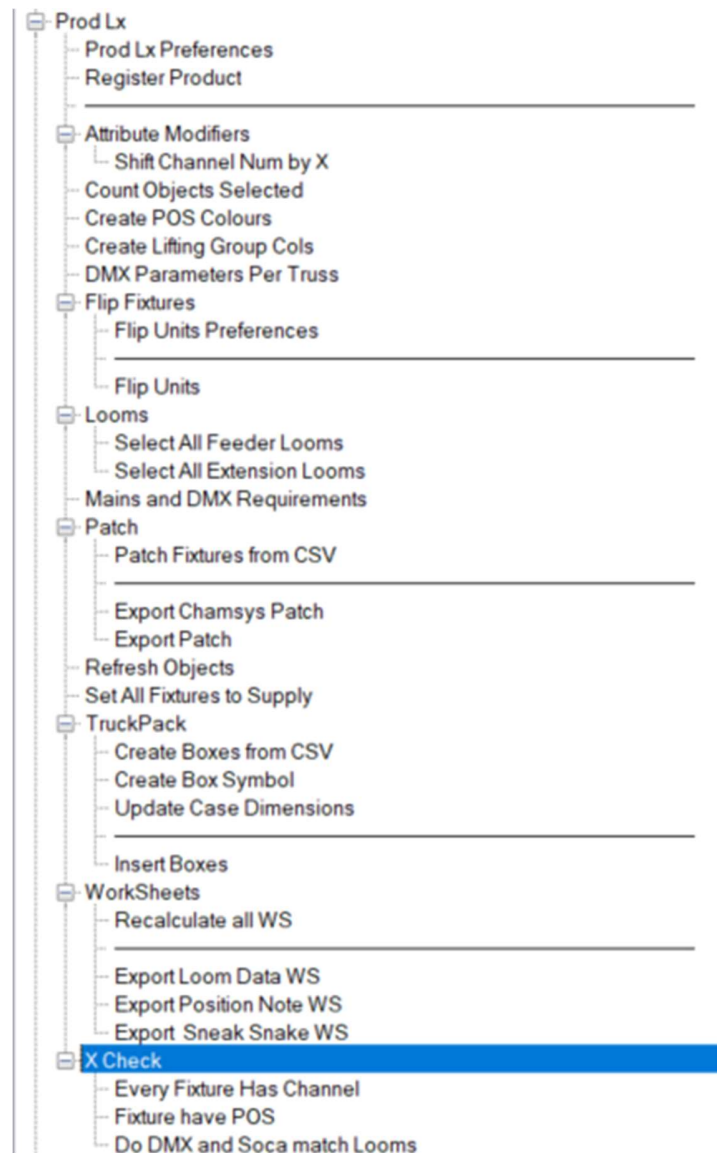 Prod Lx
Prod Lx Preferences
Register Product
Attribute Modifiers
Shift Channel Num by X
Count Objects Selected
Create POS Colours
Create Lifting Group Cols
DMX Parameters Per Truss
Flip Fixtures
Flip Units Preferences
Flip Units
Looms
Select All Feeder Looms
Select All Extension Looms
Mains and DMX Requirements
Patch
Patch Fixtures from CSV
Export Chamsys Patch
Export Patch
Refresh Objects
Set All Fixtures to Supply
TruckPack
Create Boxes from CSV
Create Box Symbol
Update Case Dimensions
Insert Boxes
WorkSheets
Recalculate all WS
Export Loom Data WS
Export Position Note WS
Export Sneak Snake WS
X Check
Every Fixture Has Channel
Fixture have POS
Do DMX and Soca match Looms